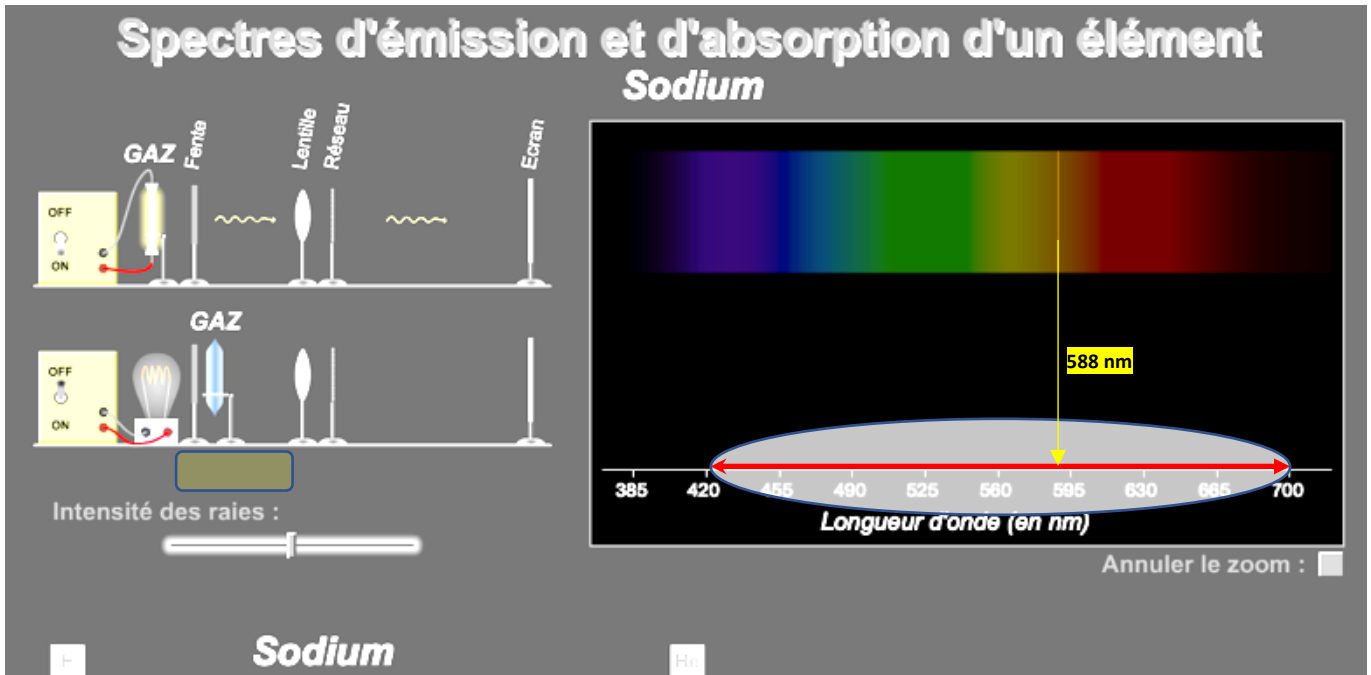 Spectres d'émission et d'absorption d'un élément
Sodium
GAZ
Fente
Lentille
Réseau
Ecran
OFF
ON
GAZ
OFF
ON
Intensité des raies :
588 nm
385 420 455 490 525 560 595 630 665 700
Longueur d'onde (en nm)
Annuler le zoom :
Sodium
H
He